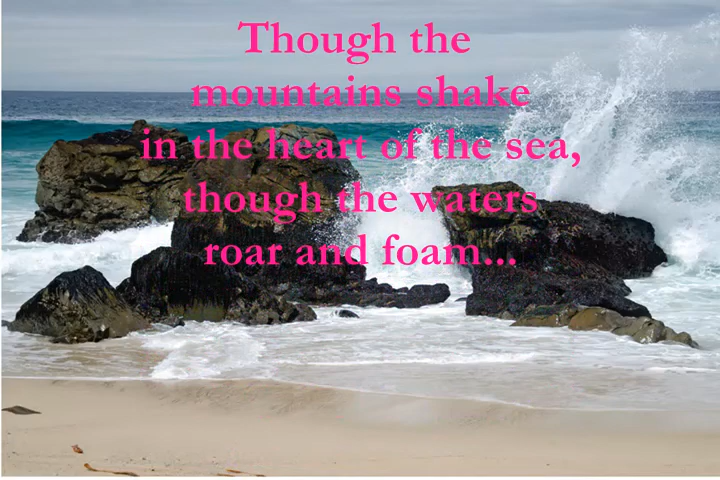 Though the
mountains shake
in the heart of the sea,
though the waters
roar and foam...